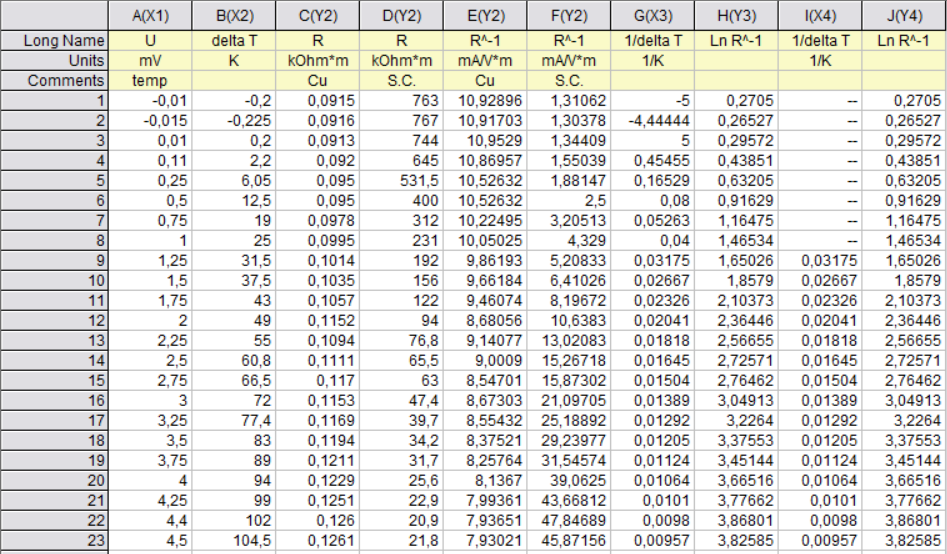 A(X1) B(X2) C(Y2) D(Y2) E(Y2) F(Y2) G(X3) H(Y3) I(X4) J(Y4)
Long Name U delta T R R R^-1 R^-1 1/delta T Ln R^-1 1/delta T Ln R^-1
Units mV K kOhm*m kOhm*m mA/V*m mA/V*m 1/K 1/K
Comments temp Cu S.C. Cu S.C.
1 -0,01 -0,2 0,0915 763 10,92896 1,31062 -5 0,2705 -- 0,2705
2 -0,015 -0,225 0,0916 767 10,91703 1,30378 -4,44444 0,26527 -- 0,26527
3 0,01 0,2 0,0913 744 10,9529 1,34409 5 0,29572 -- 0,29572
4 0,11 2,2 0,092 645 10,86957 1,55039 0,45455 0,43851 -- 0,43851
5 0,25 6,05 0,095 531,5 10,52632 1,88147 0,16529 0,63205 -- 0,63205
6 0,5 12,5 0,095 400 10,52632 2,5 0,08 0,91629 -- 0,91629
7 0,75 19 0,0978 312 10,22495 3,20513 0,05263 1,16475 -- 1,16475
8 1 25 0,0995 231 10,05025 4,329 0,04 1,46534 -- 1,46534
9 1,25 31,5 0,1014 192 9,86193 5,20833 0,03175 1,65026 0,03175 1,65026
10 1,5 37,5 0,1035 156 9,66184 6,41026 0,02667 1,8579 0,02667 1,8579
11 1,75 43 0,1057 122 9,46074 8,19672 0,02326 2,10373 0,02326 2,10373
12 2 49 0,1152 94 8,68056 10,6383 0,02041 2,36446 0,02041 2,36446
13 2,25 55 0,1094 76,8 9,14077 13,02083 0,01818 2,56655 0,01818 2,56655
14 2,5 60,8 0,1111 65,5 9,0009 15,26718 0,01645 2,72571 0,01645 2,72571
15 2,75 66,5 0,117 63 8,54701 15,87302 0,01504 2,76462 0,01504 2,76462
16 3 72 0,1153 47,4 8,67303 21,09705 0,01389 3,04913 0,01389 3,04913
17 3,25 77,4 0,1169 39,7 8,55432 25,18892 0,01292 3,2264 0,01292 3,2264
18 3,5 83 0,1194 34,2 8,37521 29,23977 0,01205 3,37553 0,01205 3,37553
19 3,75 89 0,1211 31,7 8,25764 31,54574 0,01124 3,45144 0,01124 3,45144
20 4 94 0,1229 25,6 8,1367 39,0625 0,01064 3,66516 0,01064 3,66516
21 4,25 99 0,1251 22,9 7,99361 43,66812 0,0101 3,77662 0,0101 3,77662
22 4,4 102 0,126 20,9 7,93651 47,84689 0,0098 3,86801 0,0098 3,86801
23 4,5 104,5 0,1261 21,8 7,93021 45,87156 0,00957 3,82585 0,00957 3,82585